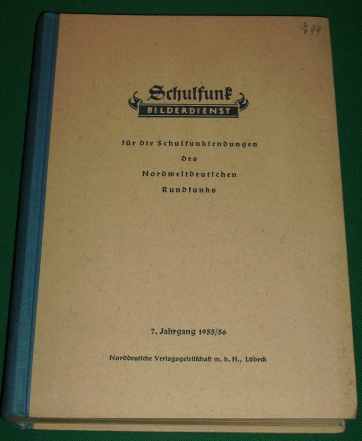 Schulfunk
BILDERDIENST
für die Schulfunksendungen
des
Nordwestdeutschen
Rundfunks
7. Jahrgang 1955/56
Norddeutsche Verlagsgesellschaft m. b. H., Lübeck